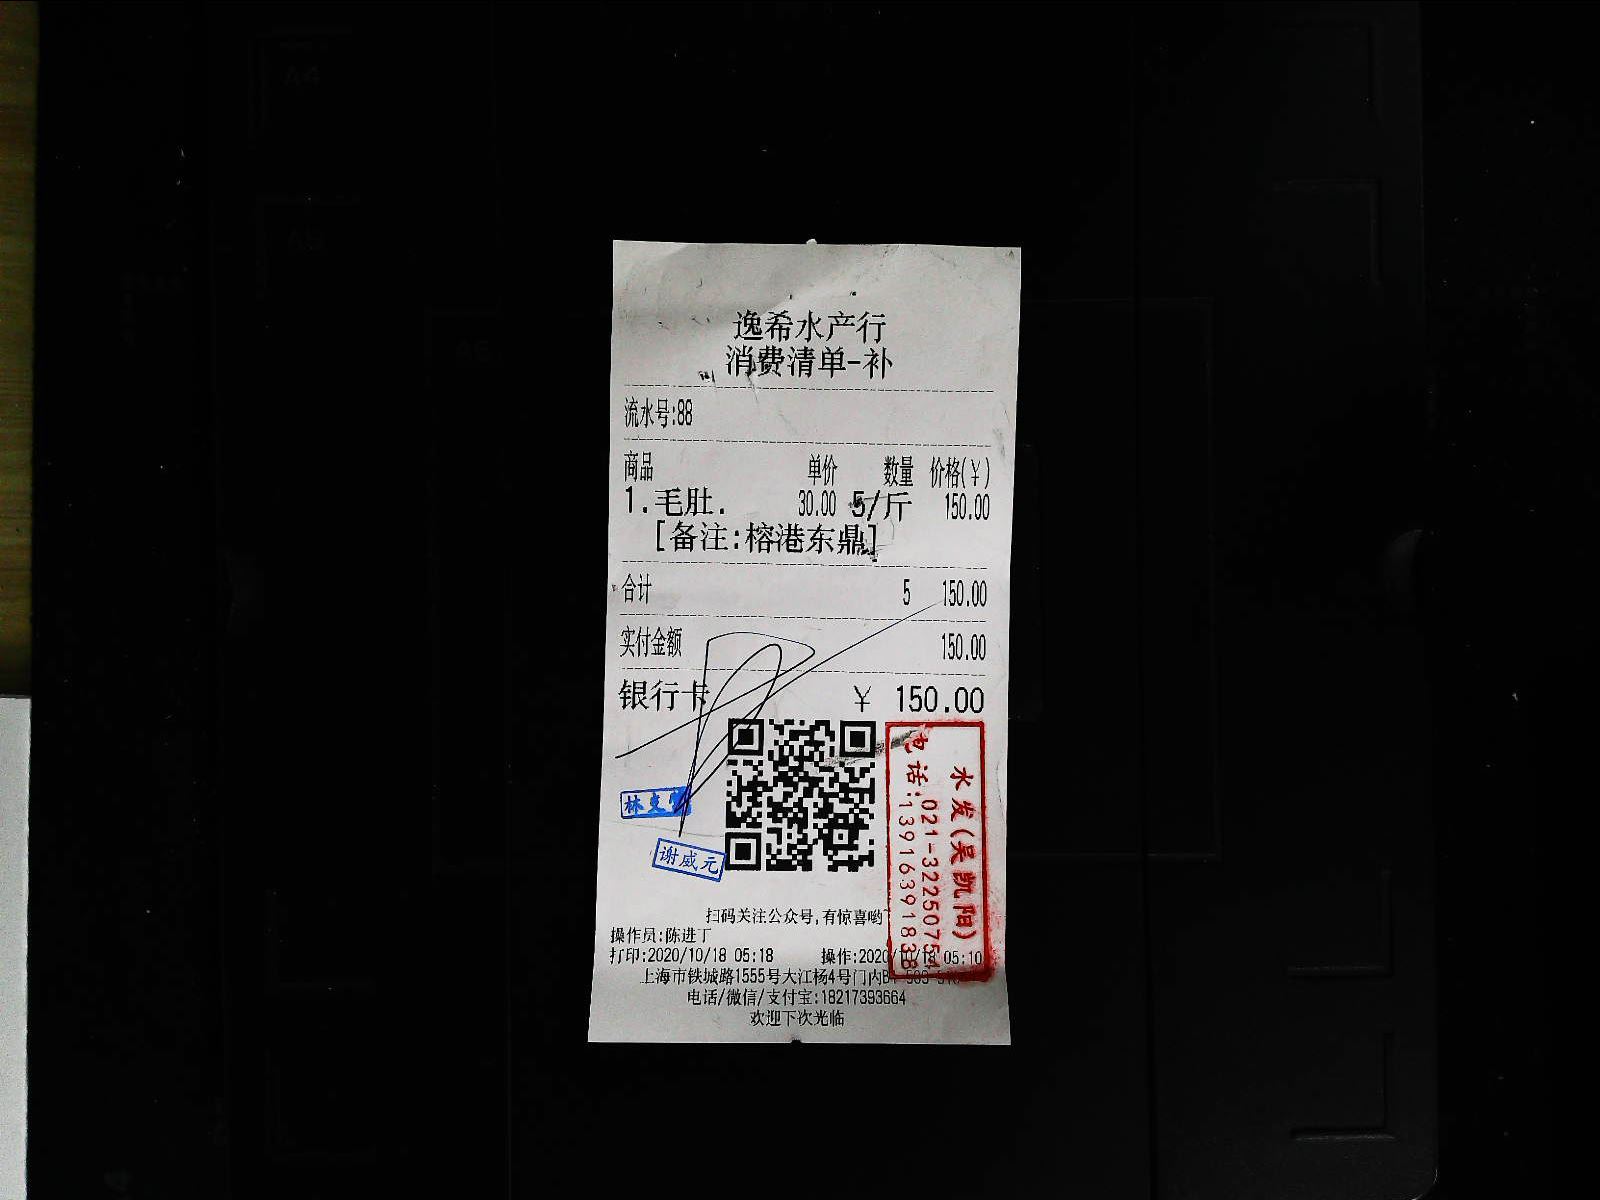 逸希水产行
消费清单-补
流水号:88
商品 单价 数量 价格(¥)
1.毛肚. 30.00 5/斤 150.00
[备注:榕港东鼎]
合计 5 150.00
实付金额 150.00
银行卡 ¥ 150.00
水发(吴凯阳)
021-32250754
电话:13916391838
谢威元
扫码关注公众号,有惊喜哟~
操作员:陈进丁
打印:2020/10/18 05:18 操作:2020/10/18 05:10
上海市铁城路1555号大江杨4号门内
电话/微信/支付宝:18217393664
欢迎下次光临